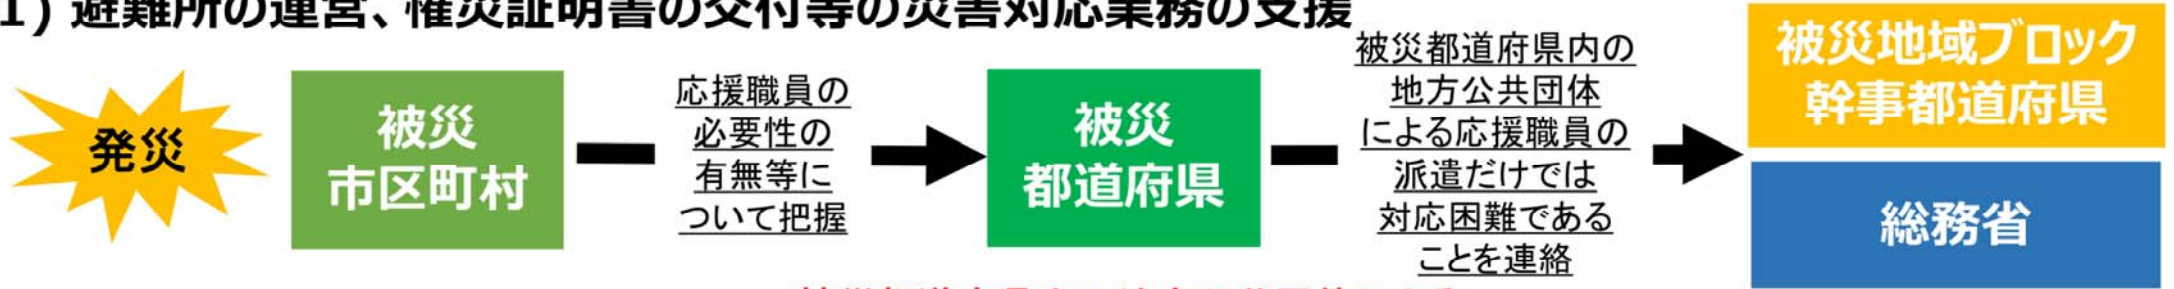 1）避難所の運営、罹災証明書の交付等の災害対応業務の支援
発災
被災
市区町村
応援職員の
必要性の
有無等に
ついて把握
被災
都道府県
被災都道府県内の
地方公共団体
による応援職員の
派遣だけでは
対応困難である
ことを連絡
被災地域ブロック
幹事都道府県
総務省